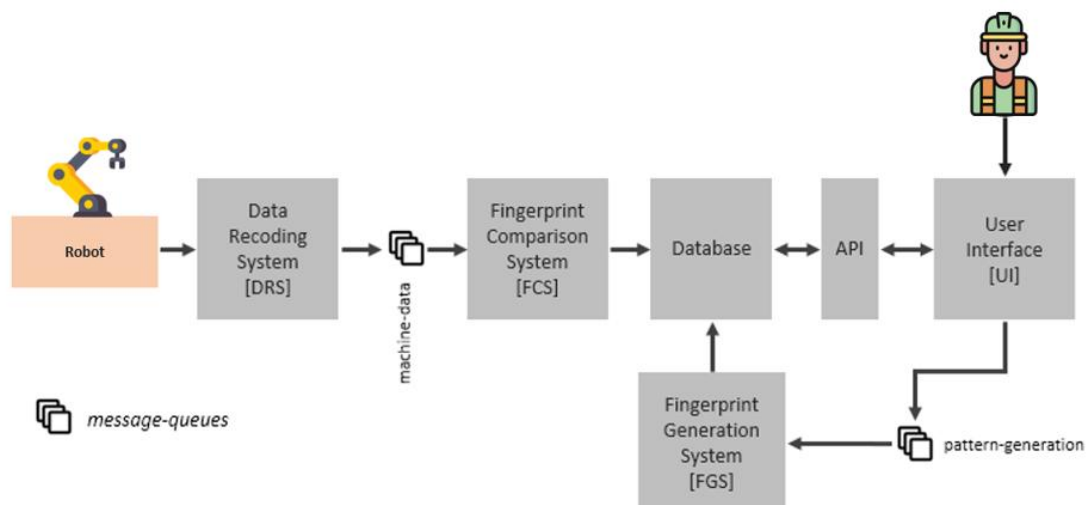 Robot
Data
Recoding
System
[DRS]
machine-data
Fingerprint
Comparison
System
[FCS]
Database
API
User
Interface
[UI]
message-queues
Fingerprint
Generation
System
[FGS]
pattern-generation